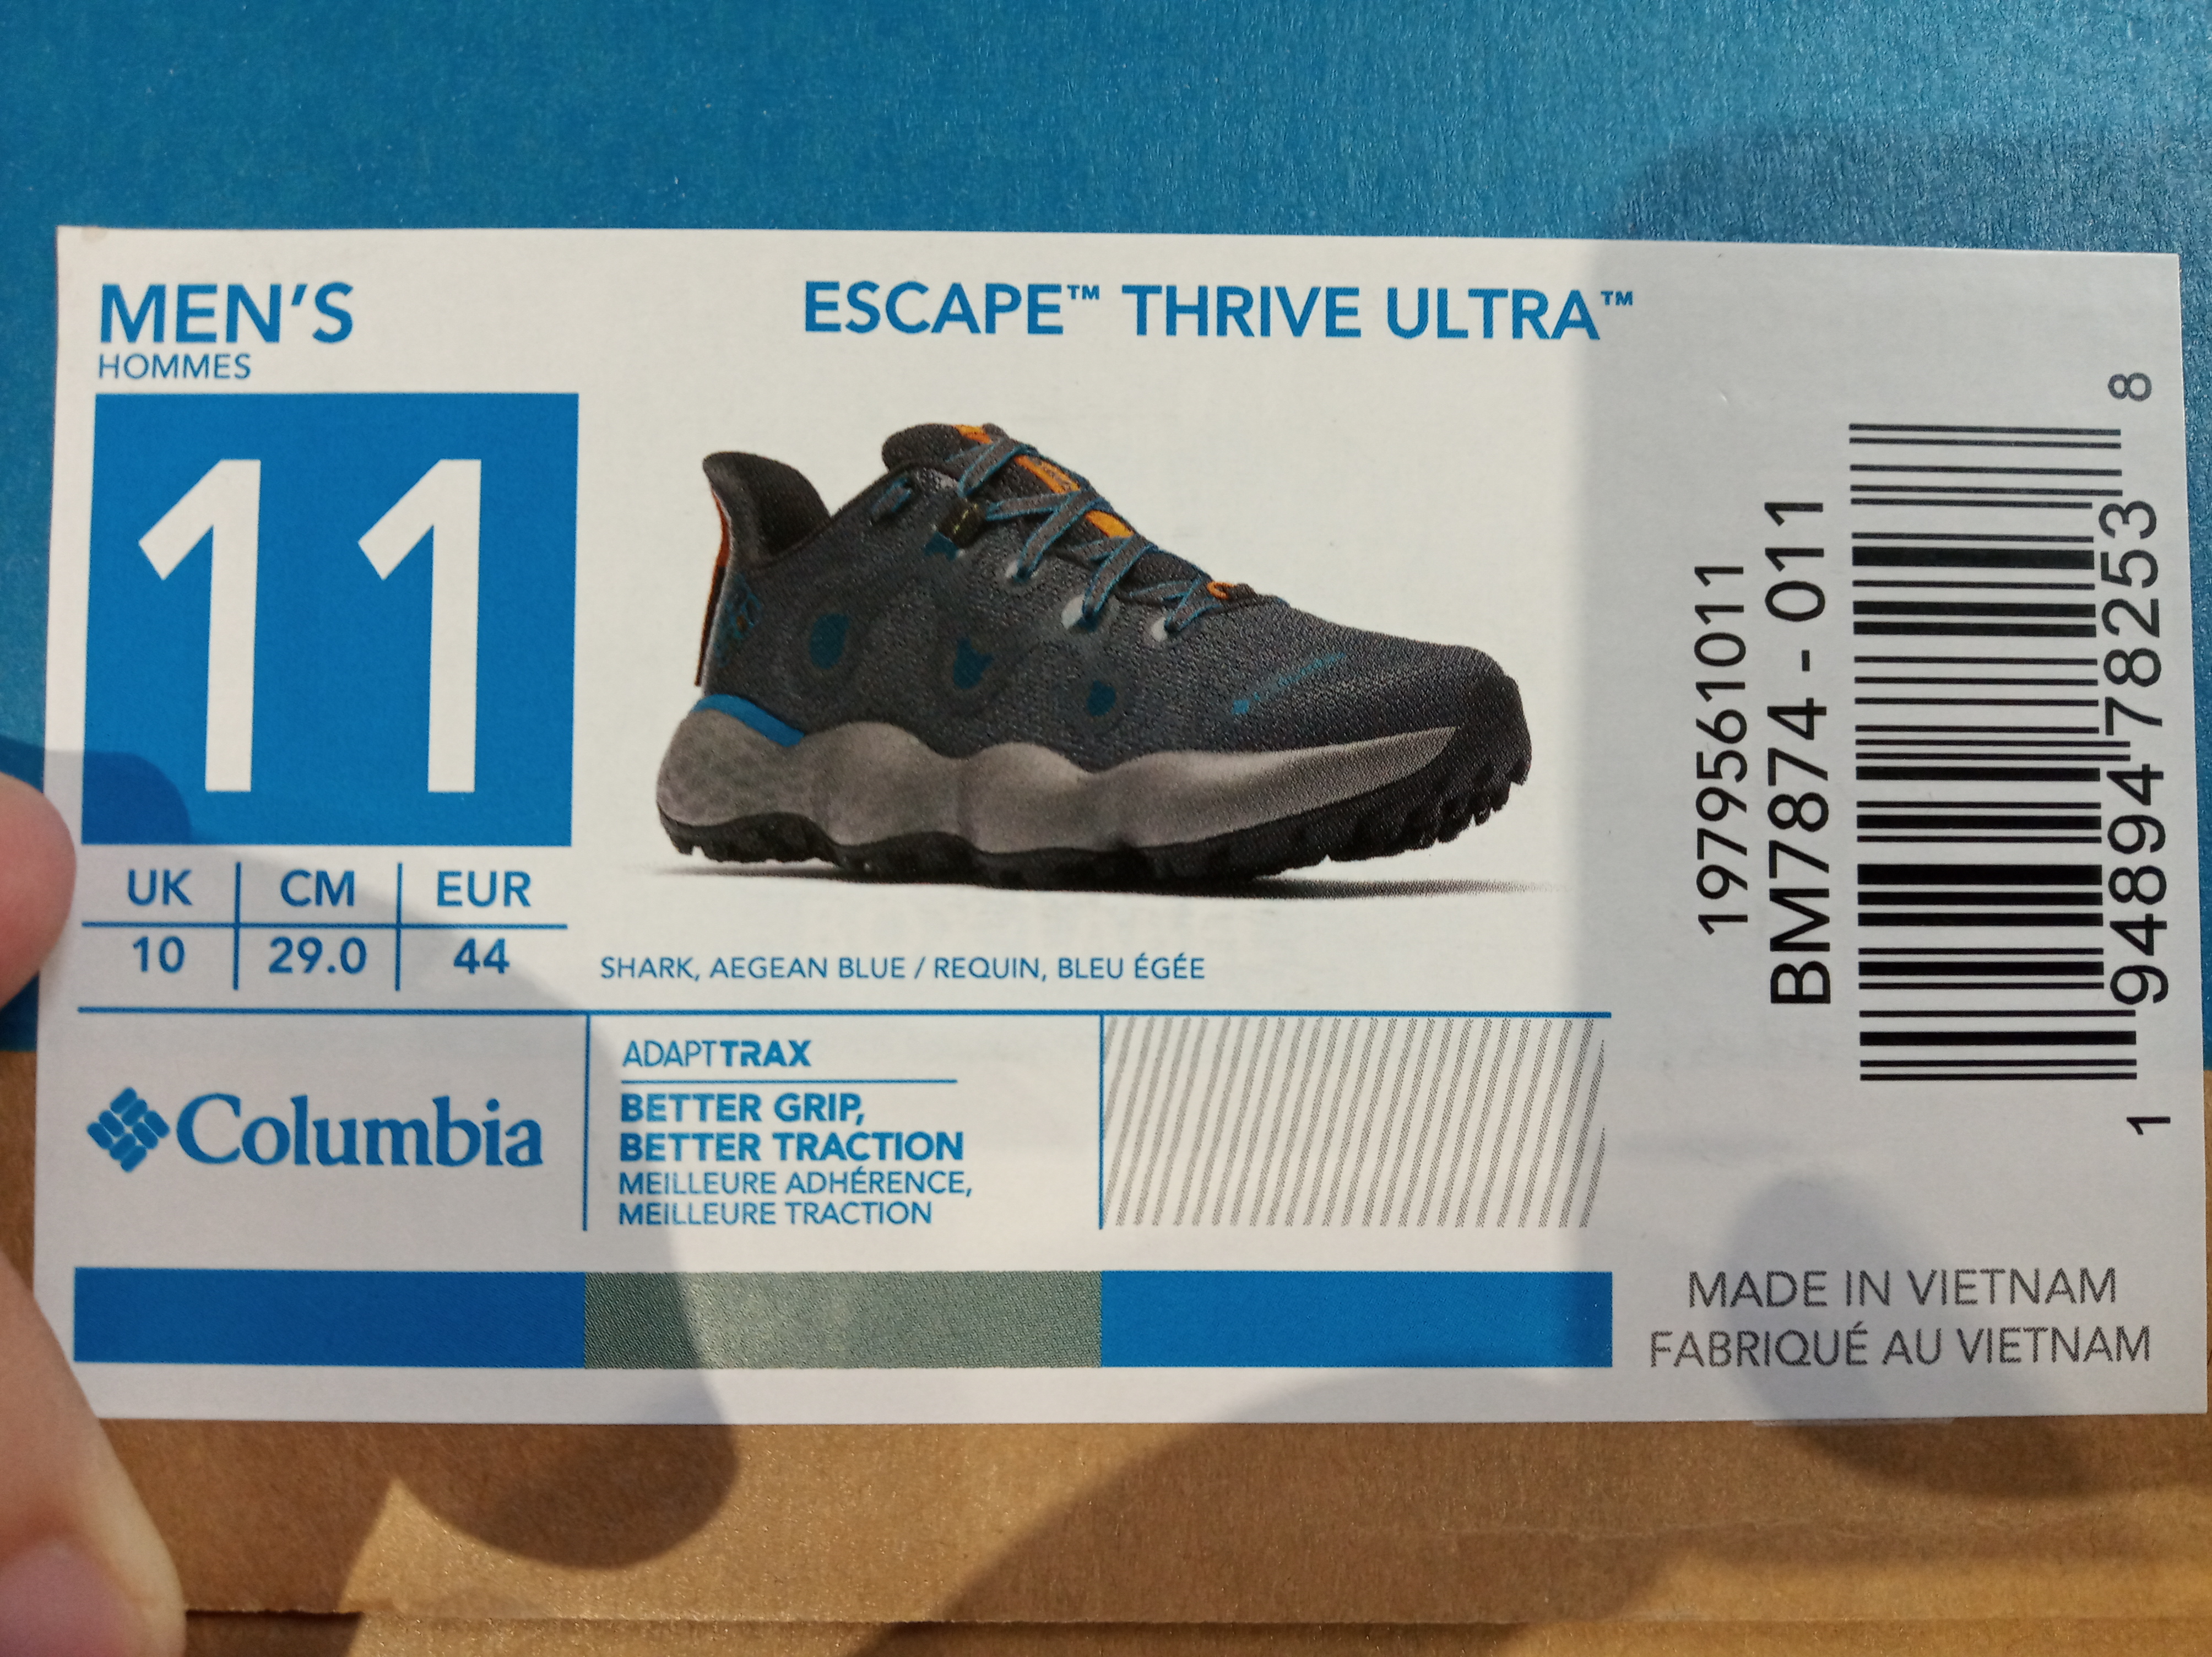 MEN'S
HOMMES
ESCAPE™ THRIVE ULTRA™
11
UK CM EUR
10 29.0 44
SHARK, AEGEAN BLUE / REQUIN, BLEU ÉGÉE
Columbia
ADAPTTRAX
BETTER GRIP,
BETTER TRACTION
MEILLEURE ADHÉRENCE,
MEILLEURE TRACTION
1979561011
BM7874 - 011
1 94894 78253 8
MADE IN VIETNAM
FABRIQUÉ AU VIETNAM